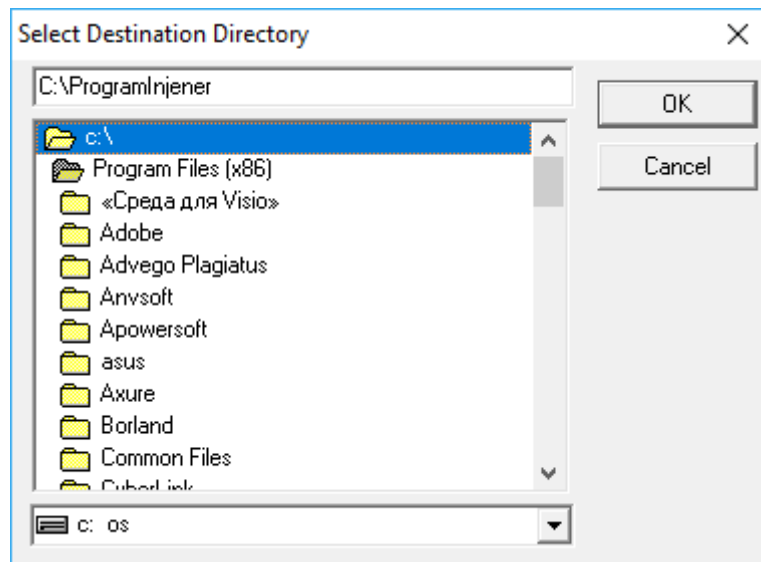 Select Destination Directory
C:\ProgramInjener
OK
c:\
Cancel
Program Files (x86)
«Среда для Visio»
Adobe
Advego Plagiatus
Anvsoft
Apowersoft
asus
Axure
Borland
Common Files
CyberLink
c: os